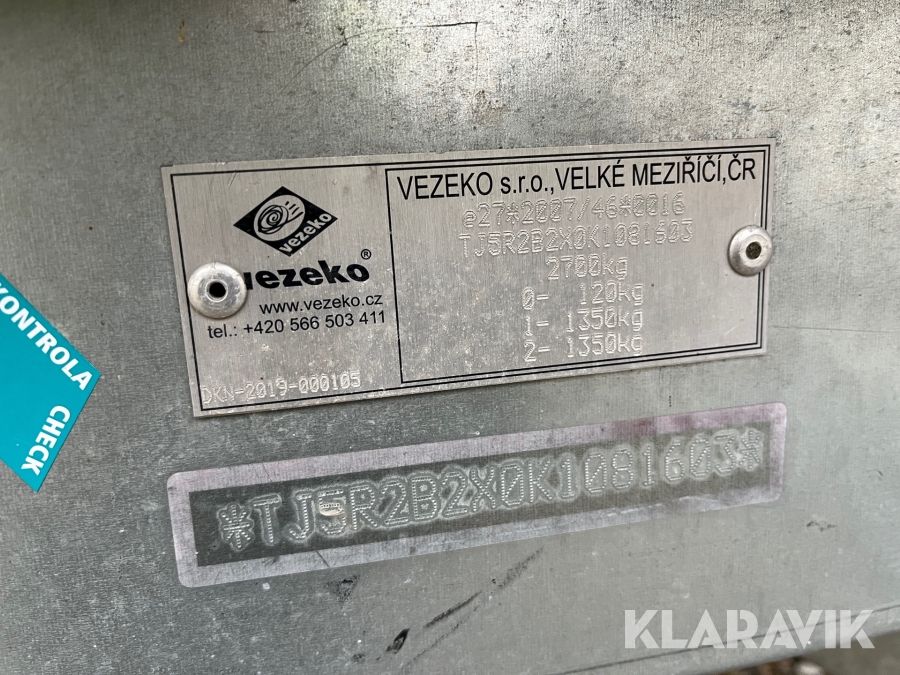 vezeko
vezeko®
www.vezeko.cz
tel.: +420 566 503 411
DKN-2019-000105
VEZEKO s.r.o.,VELKÉ MEZIŘÍČÍ,ČR
e27*2007/46*0016
TJ5R2B2X0K1081603
2700kg
0- 120kg
1- 1350kg
2- 1350kg
KONTROLA
CHECK
*TJ5R2B2X0K1081603*
KLARAVIK